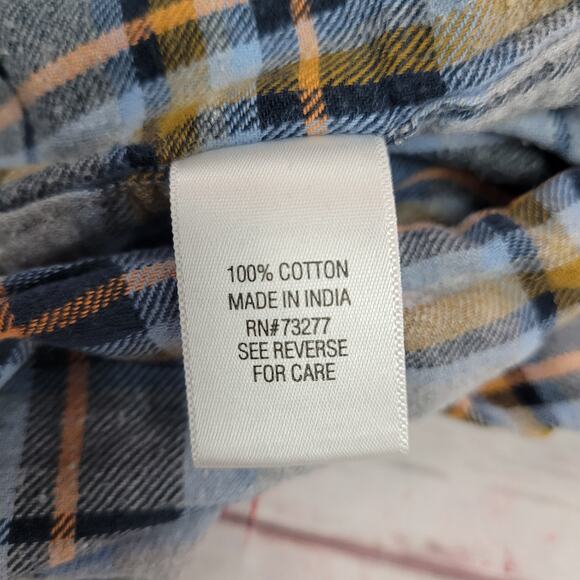 100% COTTON
MADE IN INDIA
RN#73277
SEE REVERSE
FOR CARE